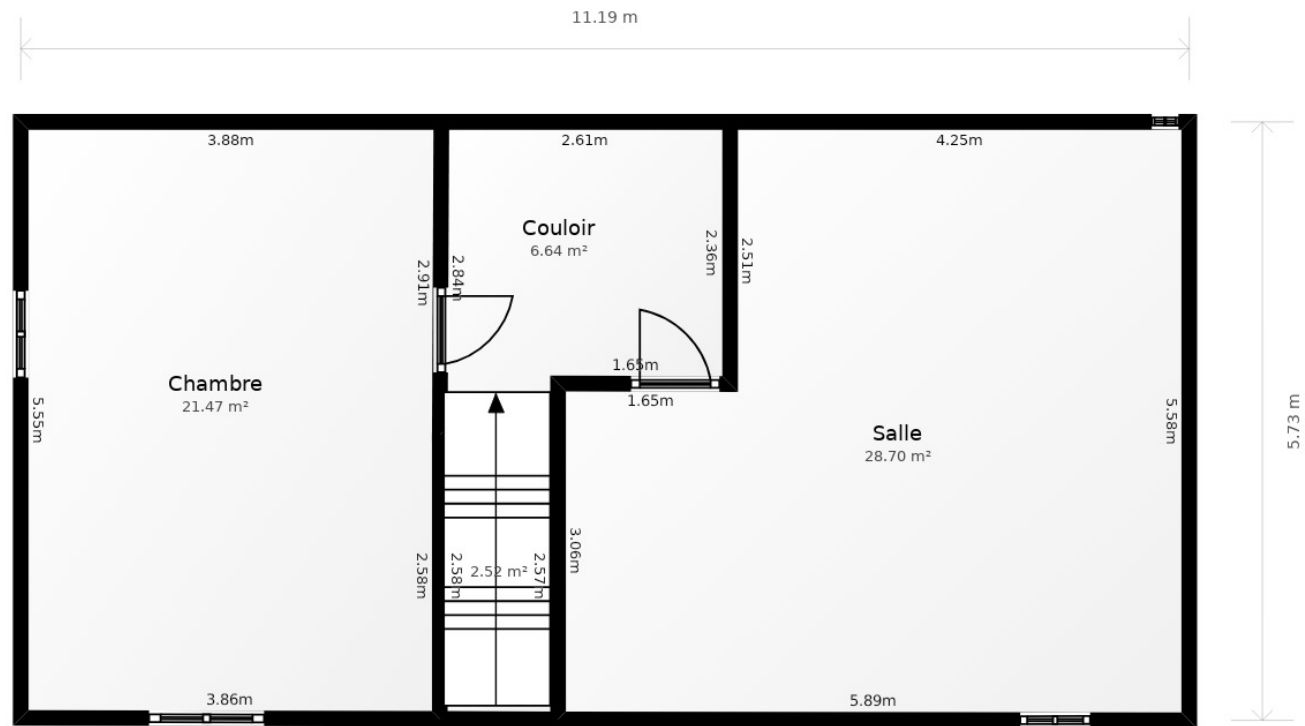 11.19 m
3.88m
2.61m
4.25m
Couloir
6.64 m²
2.91m
2.84m
2.36m
2.51m
1.65m
1.65m
Chambre
21.47 m²
5.55m
Salle
28.70 m²
5.58m
5.73 m
2.58m
2.58m
2.52 m²
2.57m
3.06m
3.86m
5.89m